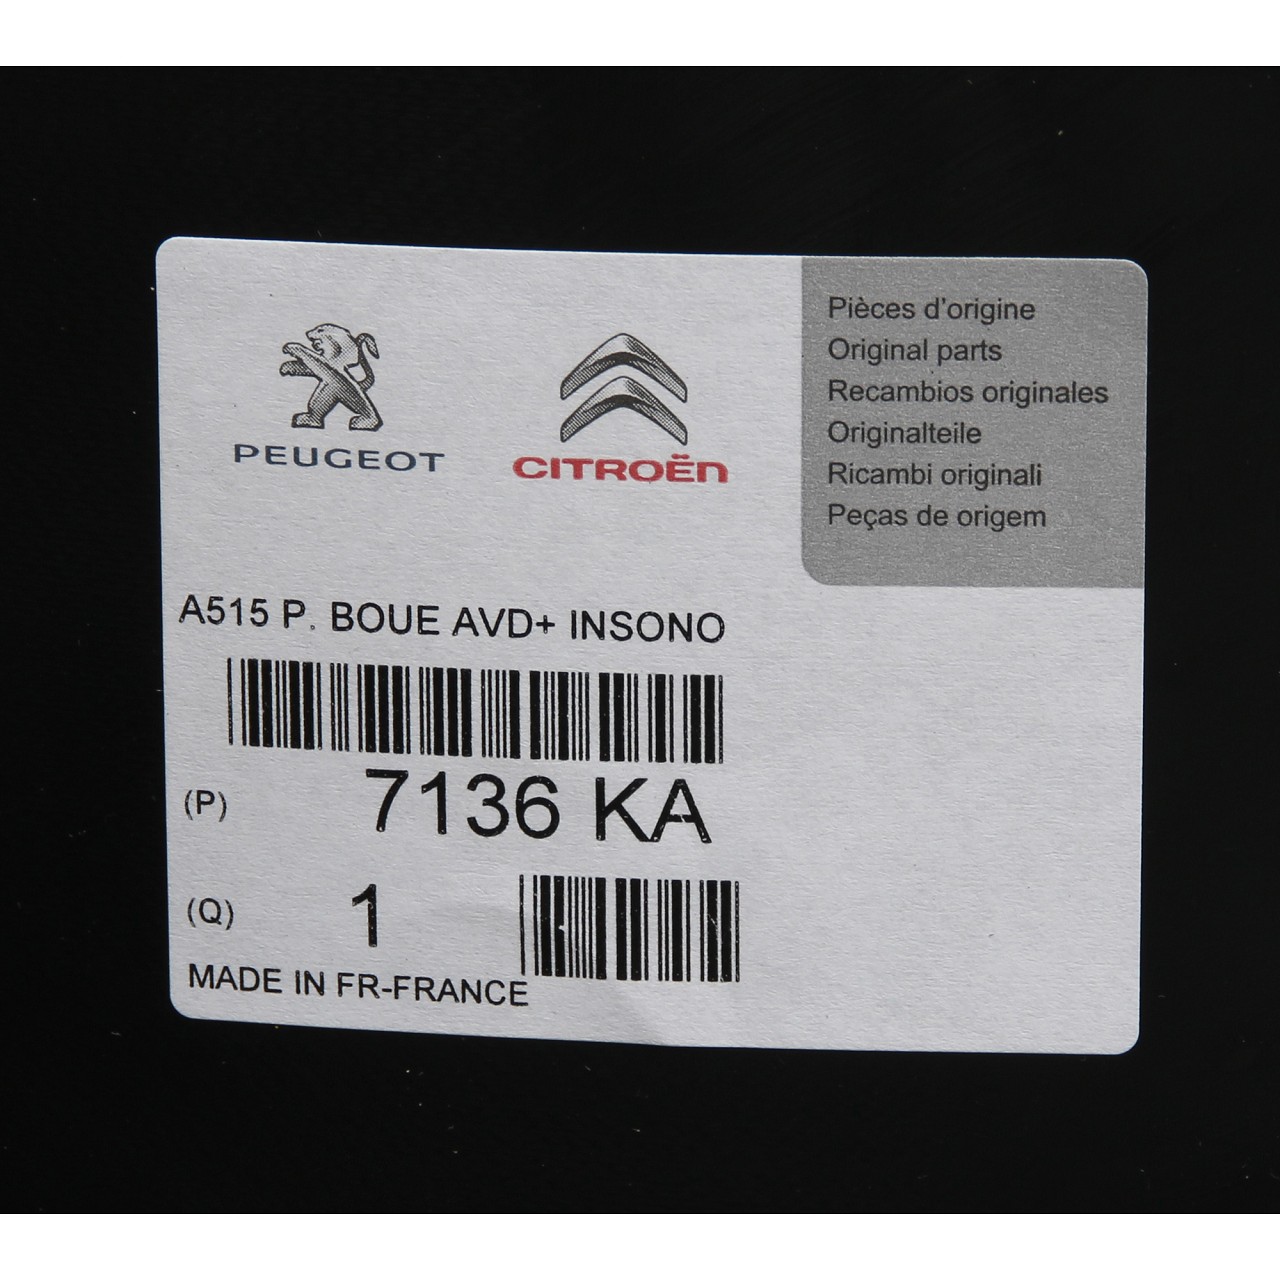 PEUGEOT
CITROËN
Pièces d'origine
Original parts
Recambios originales
Originalteile
Ricambi originali
Peças de origem
A515 P. BOUE AVD+ INSONO
(P) 7136 KA
(Q) 1
MADE IN FR-FRANCE